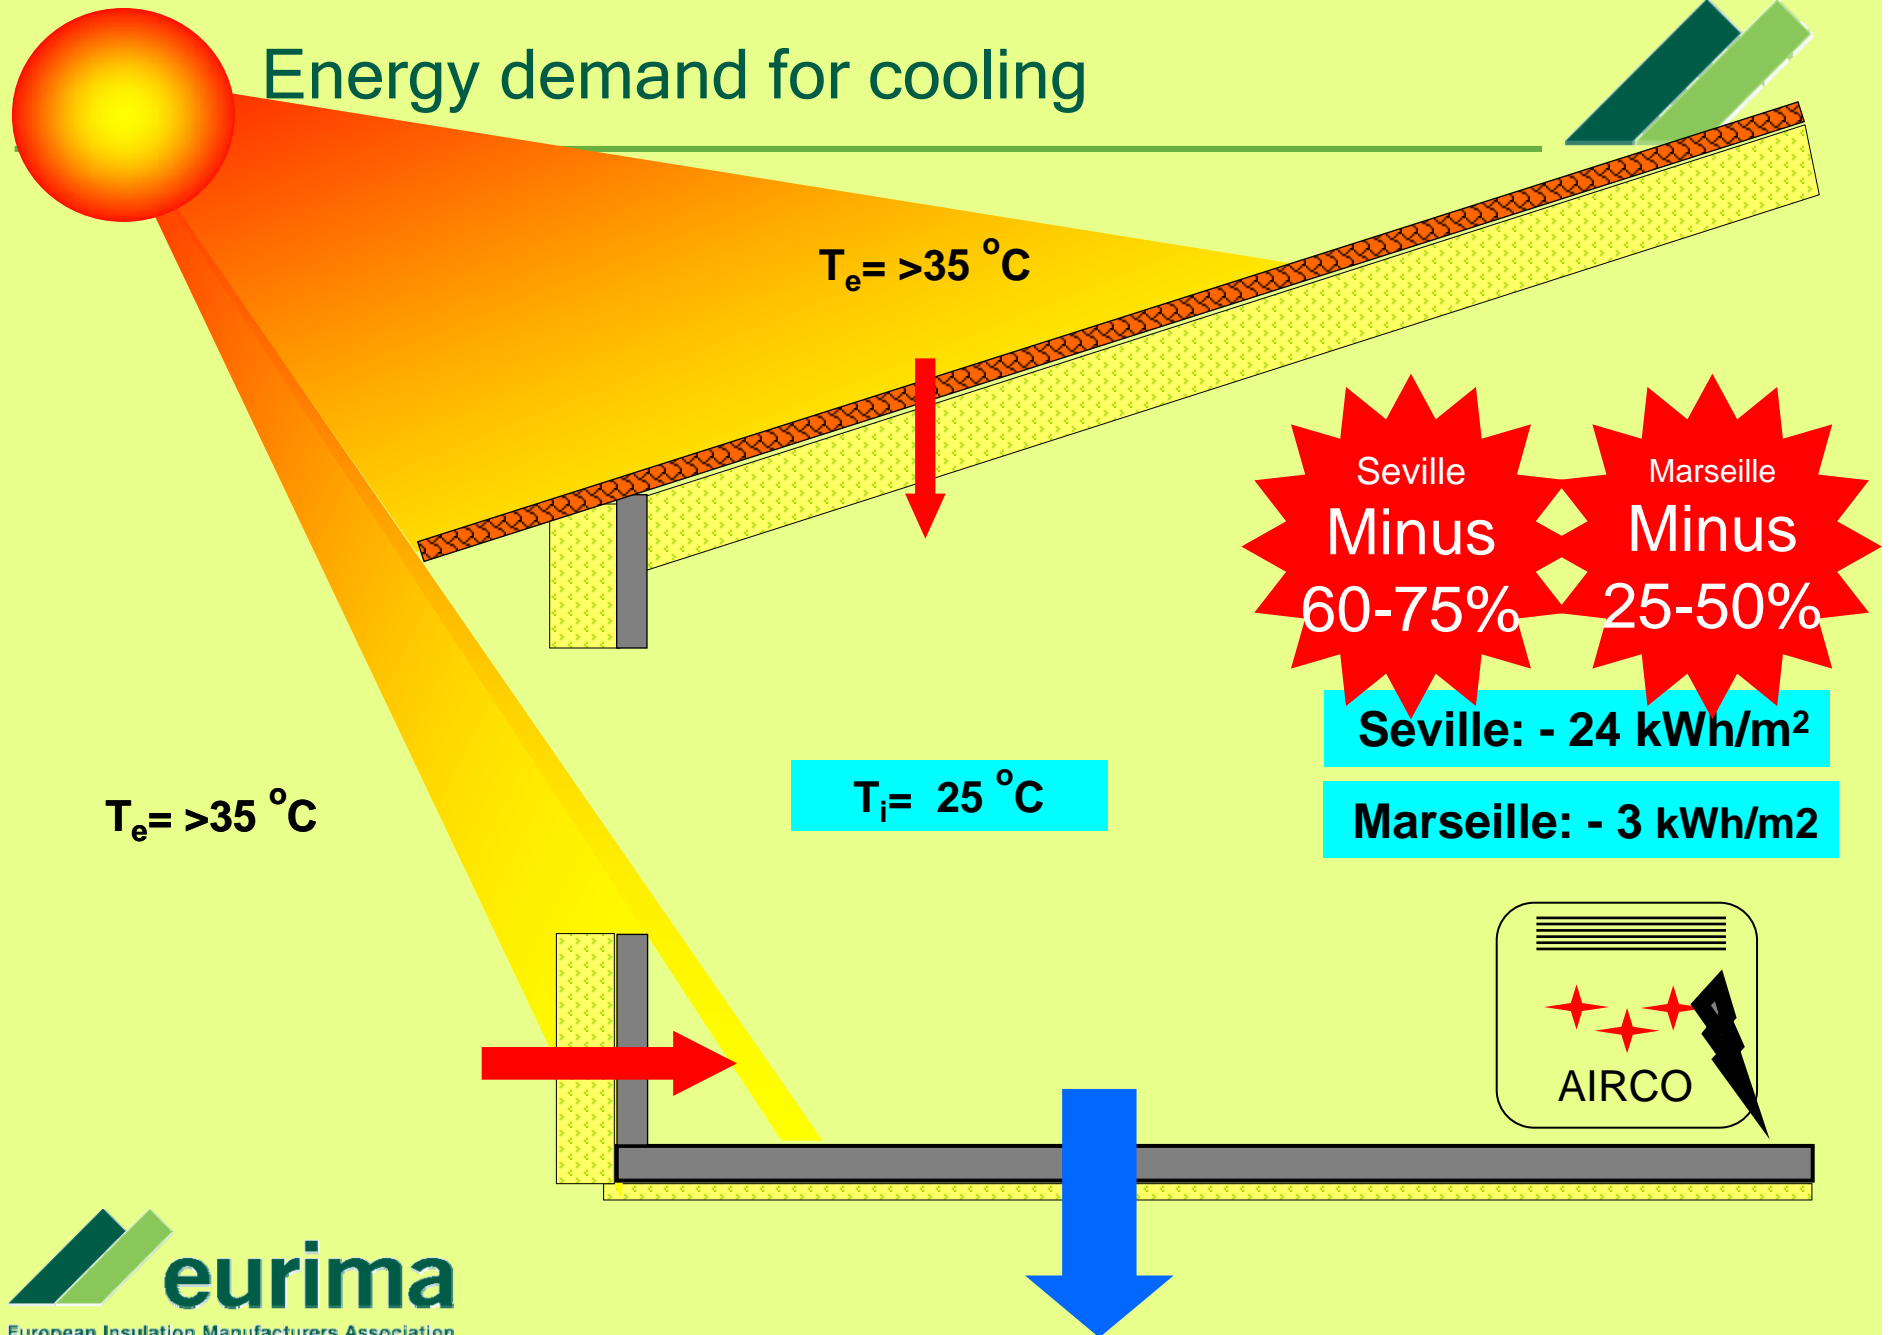 Energy demand for cooling
Te= >35 °C
Seville
Minus
60-75%
Marseille
Minus
25-50%
Seville: - 24 kWh/m²
Te= >35 °C
Ti= 25 °C
Marseille: - 3 kWh/m2
AIRCO
eurima
European Insulation Manufacturers Association